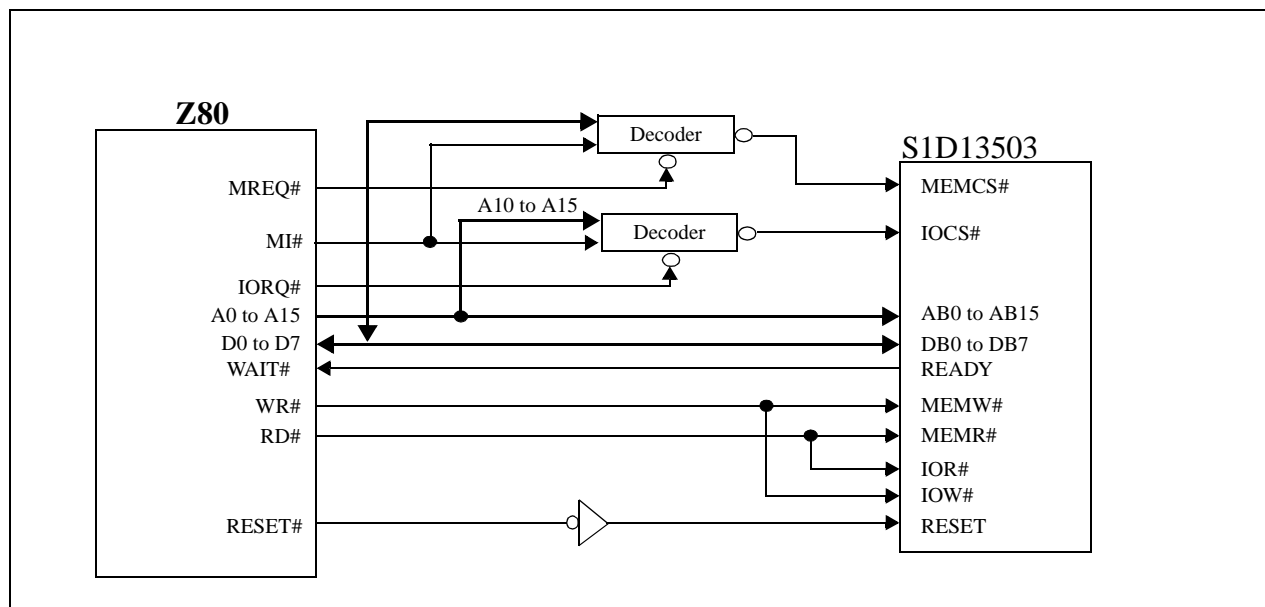 Z80
Decoder
S1D13503
MREQ#
MEMCS#
A10 to A15
MI#
Decoder
IOCS#
IORQ#
A0 to A15
AB0 to AB15
D0 to D7
DB0 to DB7
WAIT#
READY
WR#
MEMW#
RD#
MEMR#
IOR#
IOW#
RESET#
RESET